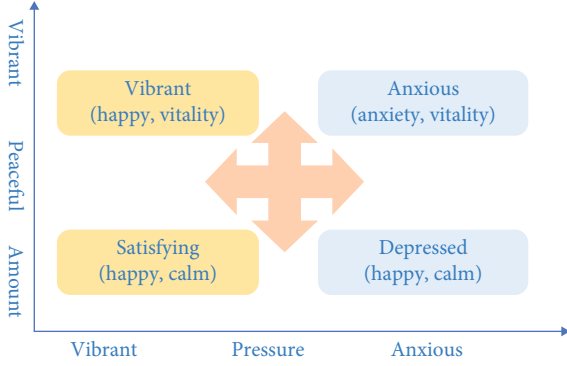 Vibrant
Peaceful
Amount
Vibrant
(happy, vitality)
Anxious
(anxiety, vitality)
Satisfying
(happy, calm)
Depressed
(happy, calm)
Vibrant
Pressure
Anxious